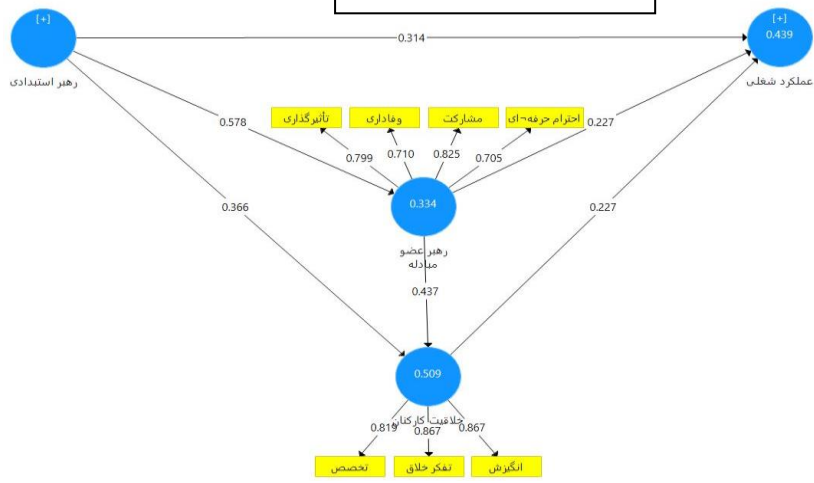 [+]
[+]
0.439
0.314
رهبر استبدادی
عملکرد شغلی
0.578
تأثیرگذاری
وفاداری
مشارکت
احترام حرفه¬ای
0.227
0.799
0.710
0.825
0.705
0.366
0.334
0.227
رهبر عضو
مبادله
0.437
0.509
خلاقیت کارکنان
0.819
0.867
0.867
تخصص
تفکر خلاق
انگیزش